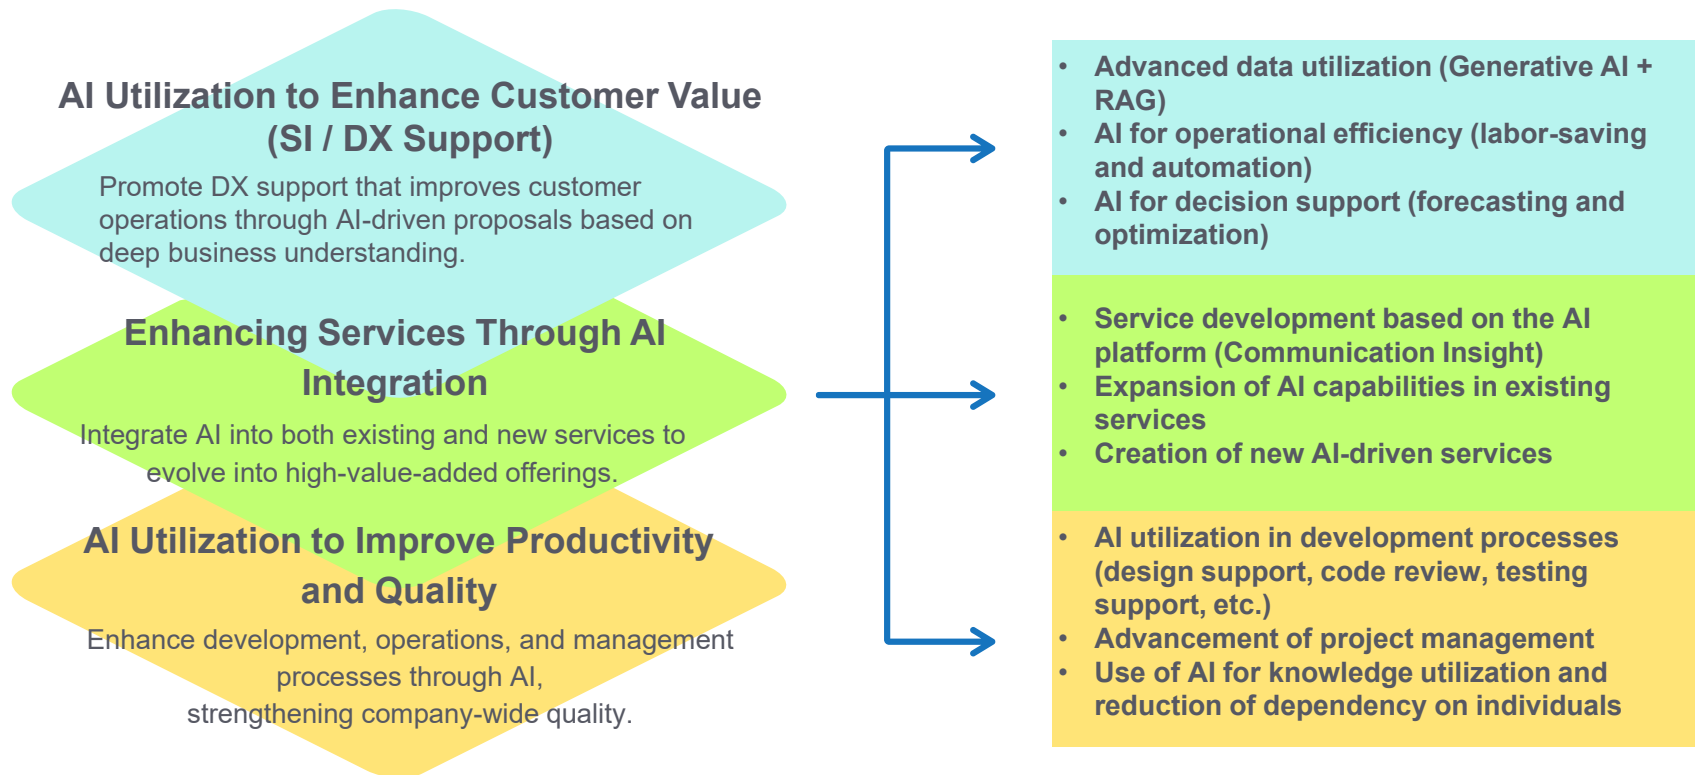 AI Utilization to Enhance Customer Value
(SI / DX Support)
Promote DX support that improves customer
operations through AI-driven proposals based on
deep business understanding.
Enhancing Services Through AI
Integration
Integrate AI into both existing and new services to
evolve into high-value-added offerings.
AI Utilization to Improve Productivity
and Quality
Enhance development, operations, and management
processes through AI,
strengthening company-wide quality.
• Advanced data utilization (Generative AI +
RAG)
• AI for operational efficiency (labor-saving
and automation)
• AI for decision support (forecasting and
optimization)
• Service development based on the AI
platform (Communication Insight)
• Expansion of AI capabilities in existing
services
• Creation of new AI-driven services
• AI utilization in development processes
(design support, code review, testing
support, etc.)
• Advancement of project management
• Use of AI for knowledge utilization and
reduction of dependency on individuals